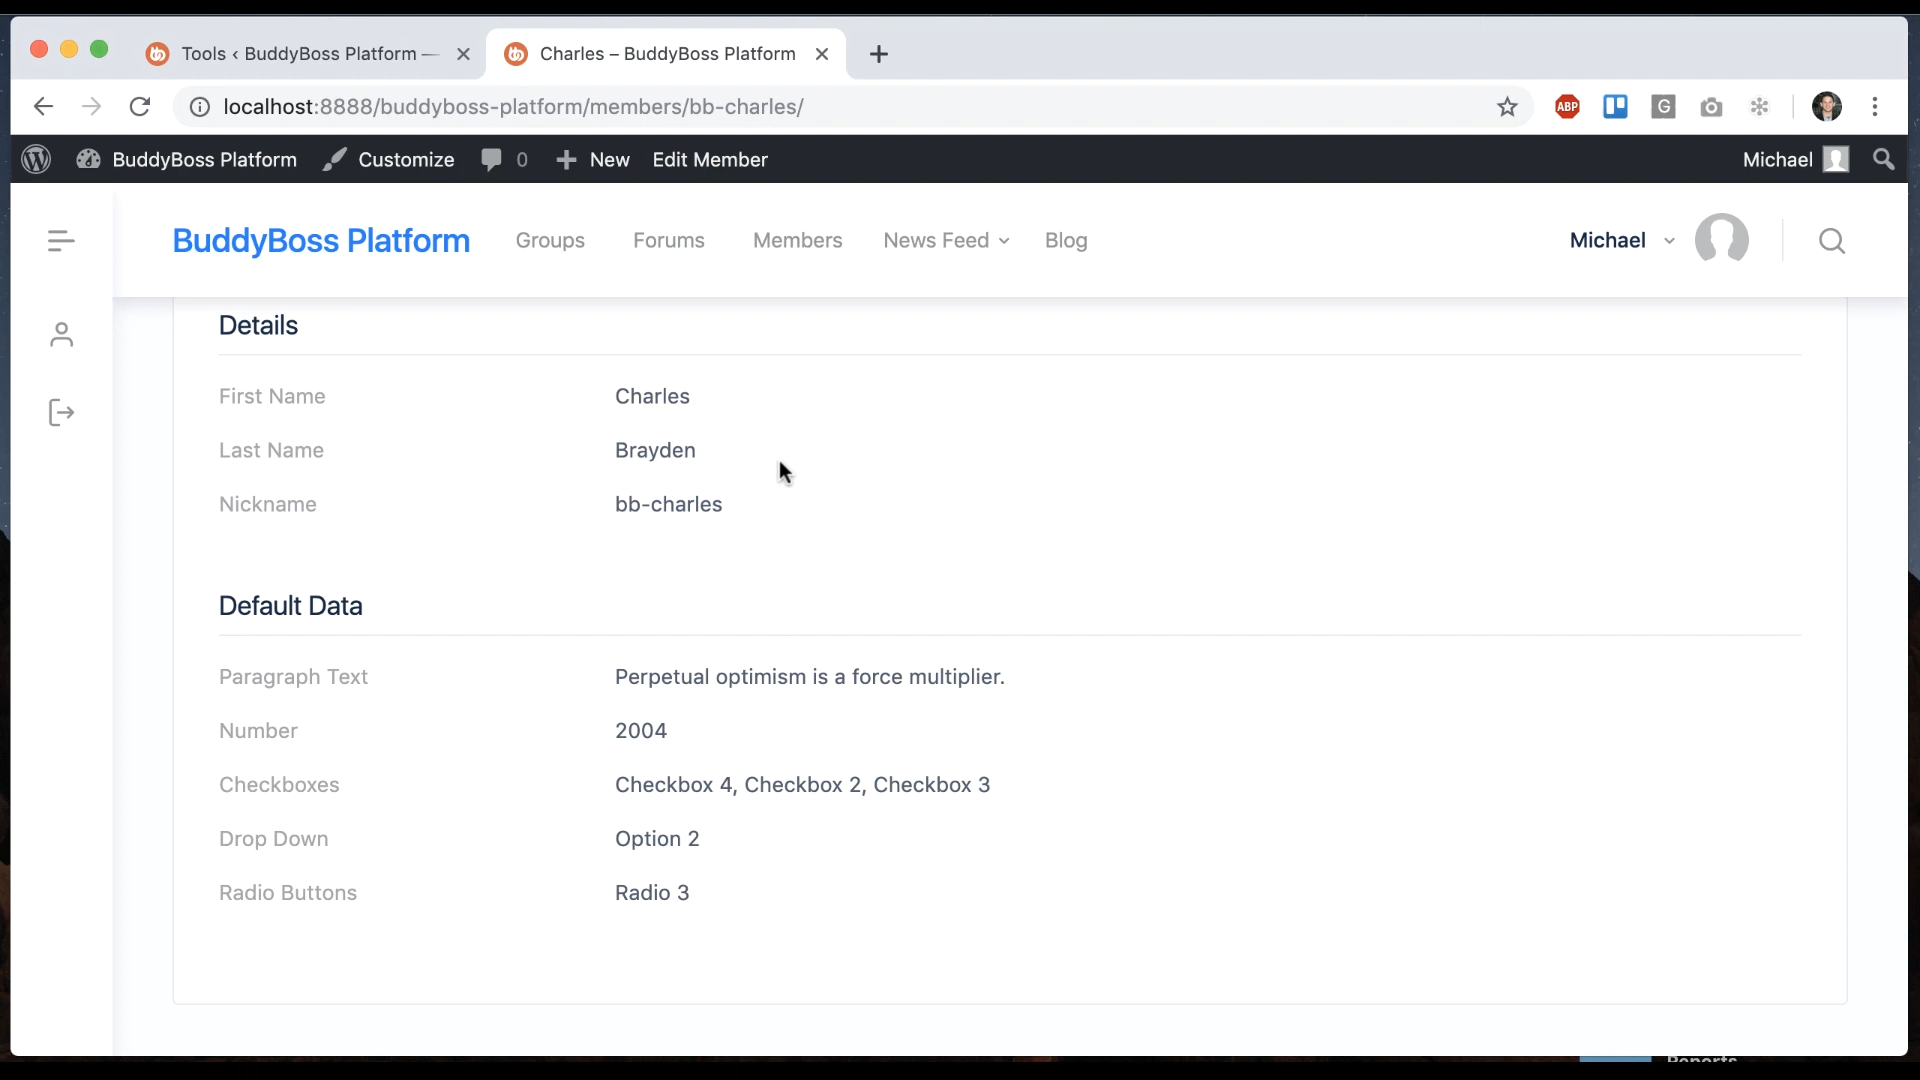 Tools ‹ BuddyBoss Platform —
Charles – BuddyBoss Platform
localhost:8888/buddyboss-platform/members/bb-charles/
ABP
G
BuddyBoss Platform
Customize
0
New
Edit Member
Michael
BuddyBoss Platform
Groups
Forums
Members
News Feed
Blog
Michael
Details
First Name
Charles
Last Name
Brayden
Nickname
bb-charles
Default Data
Paragraph Text
Perpetual optimism is a force multiplier.
Number
2004
Checkboxes
Checkbox 4, Checkbox 2, Checkbox 3
Drop Down
Option 2
Radio Buttons
Radio 3
Reports